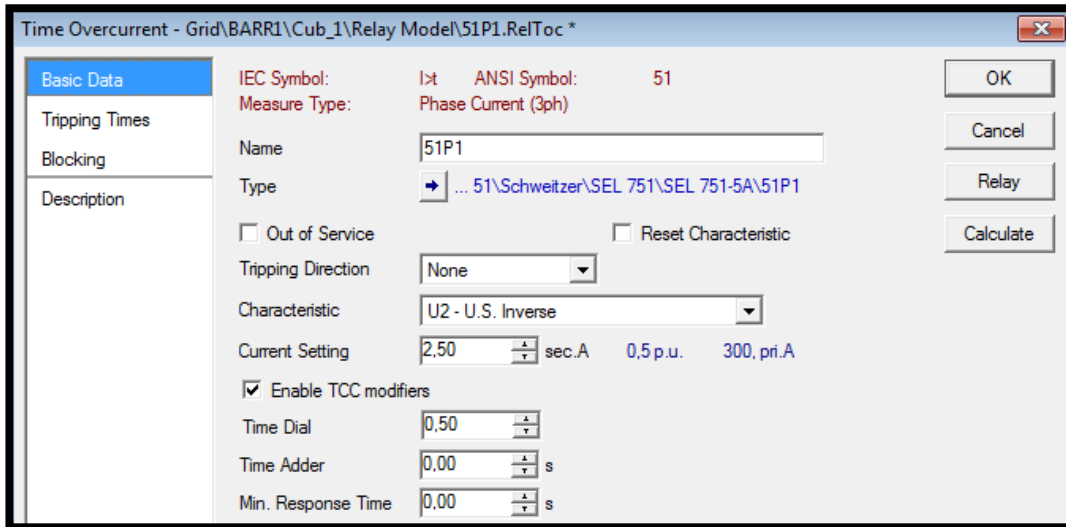 Time Overcurrent - Grid\BARR1\Cub_1\Relay Model\51P1.RelToc *
Basic Data
Tripping Times
Blocking
Description
IEC Symbol: I>t ANSI Symbol: 51
Measure Type: Phase Current (3ph)
Name 51P1
Type ... 51\Schweitzer\SEL 751\SEL 751-5A\51P1
Out of Service Reset Characteristic
Tripping Direction None
Characteristic U2 - U.S. Inverse
Current Setting 2,50 sec.A 0,5 p.u. 300, pri.A
Enable TCC modifiers
Time Dial 0,50
Time Adder 0,00 s
Min. Response Time 0,00 s
OK
Cancel
Relay
Calculate